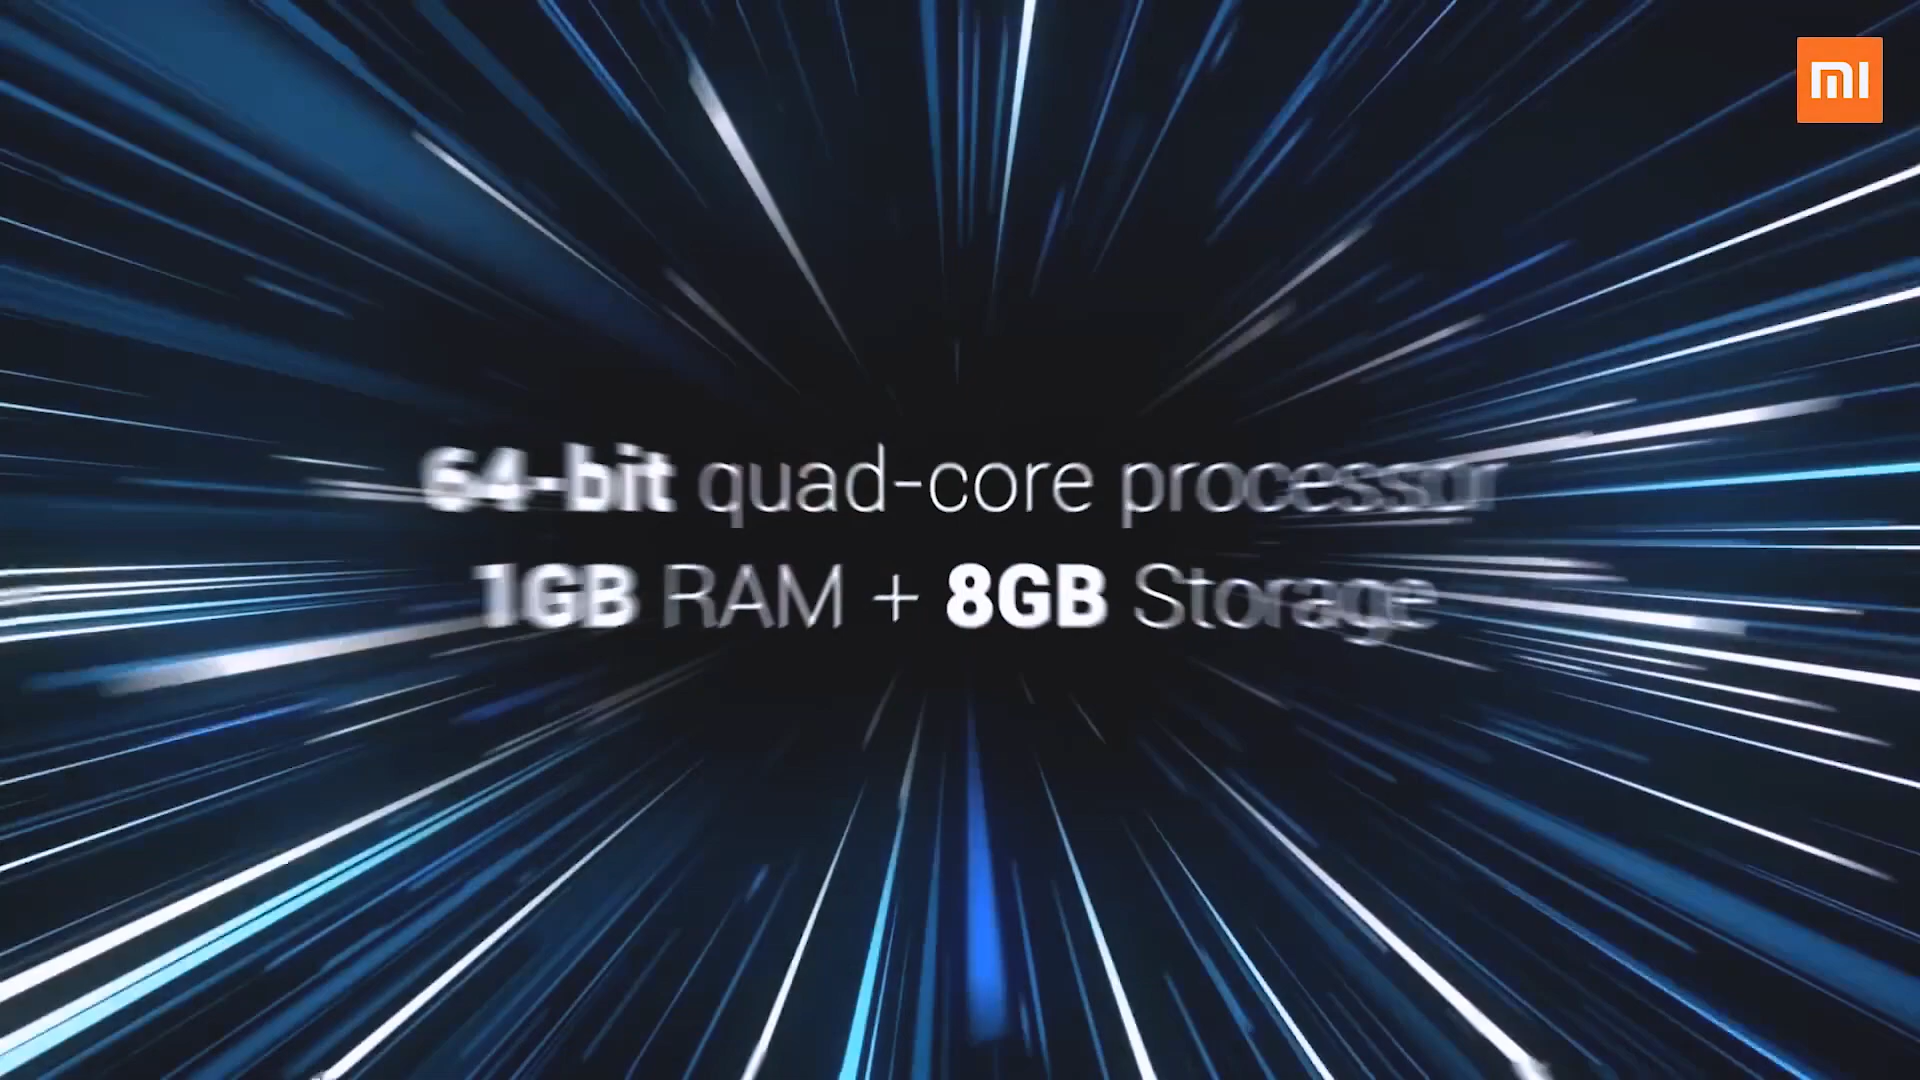 mi
64-bit quad-core processor
1GB RAM + 8GB Storage